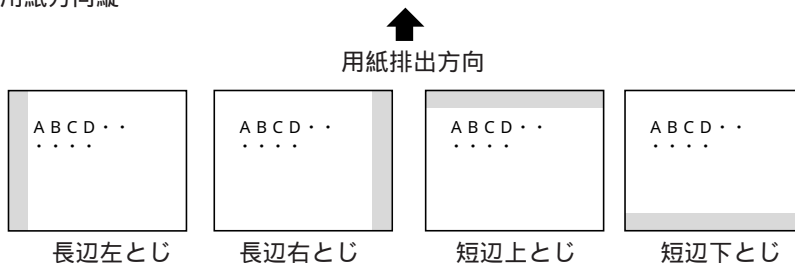 用紙方向縦
用紙排出方向
ABCD・・
・・・・
ABCD・・
・・・・
ABCD・・
・・・・
ABCD・・
・・・・
長辺左とじ
長辺右とじ
短辺上とじ
短辺下とじ